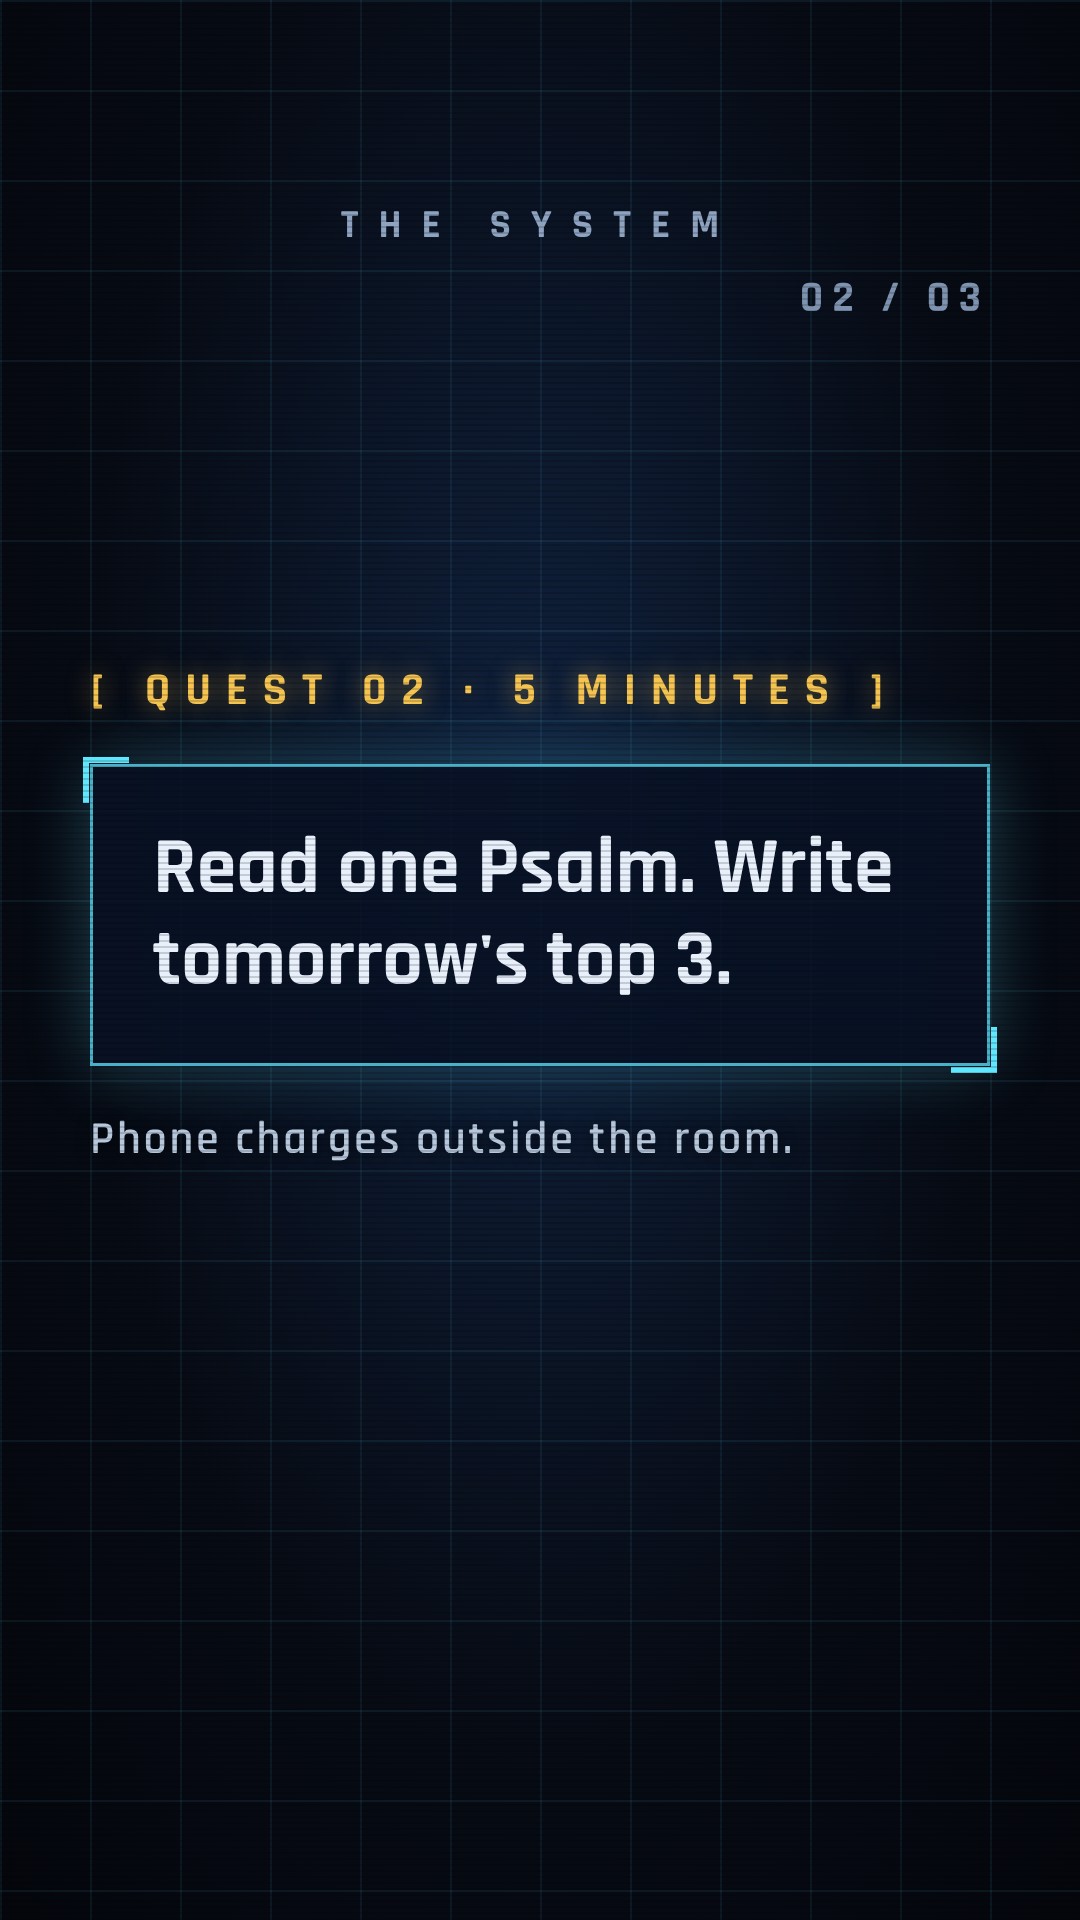 THE SYSTEM
02 / 03
[ QUEST 02 · 5 MINUTES ]
Read one Psalm. Write
tomorrow's top 3.
Phone charges outside the room.